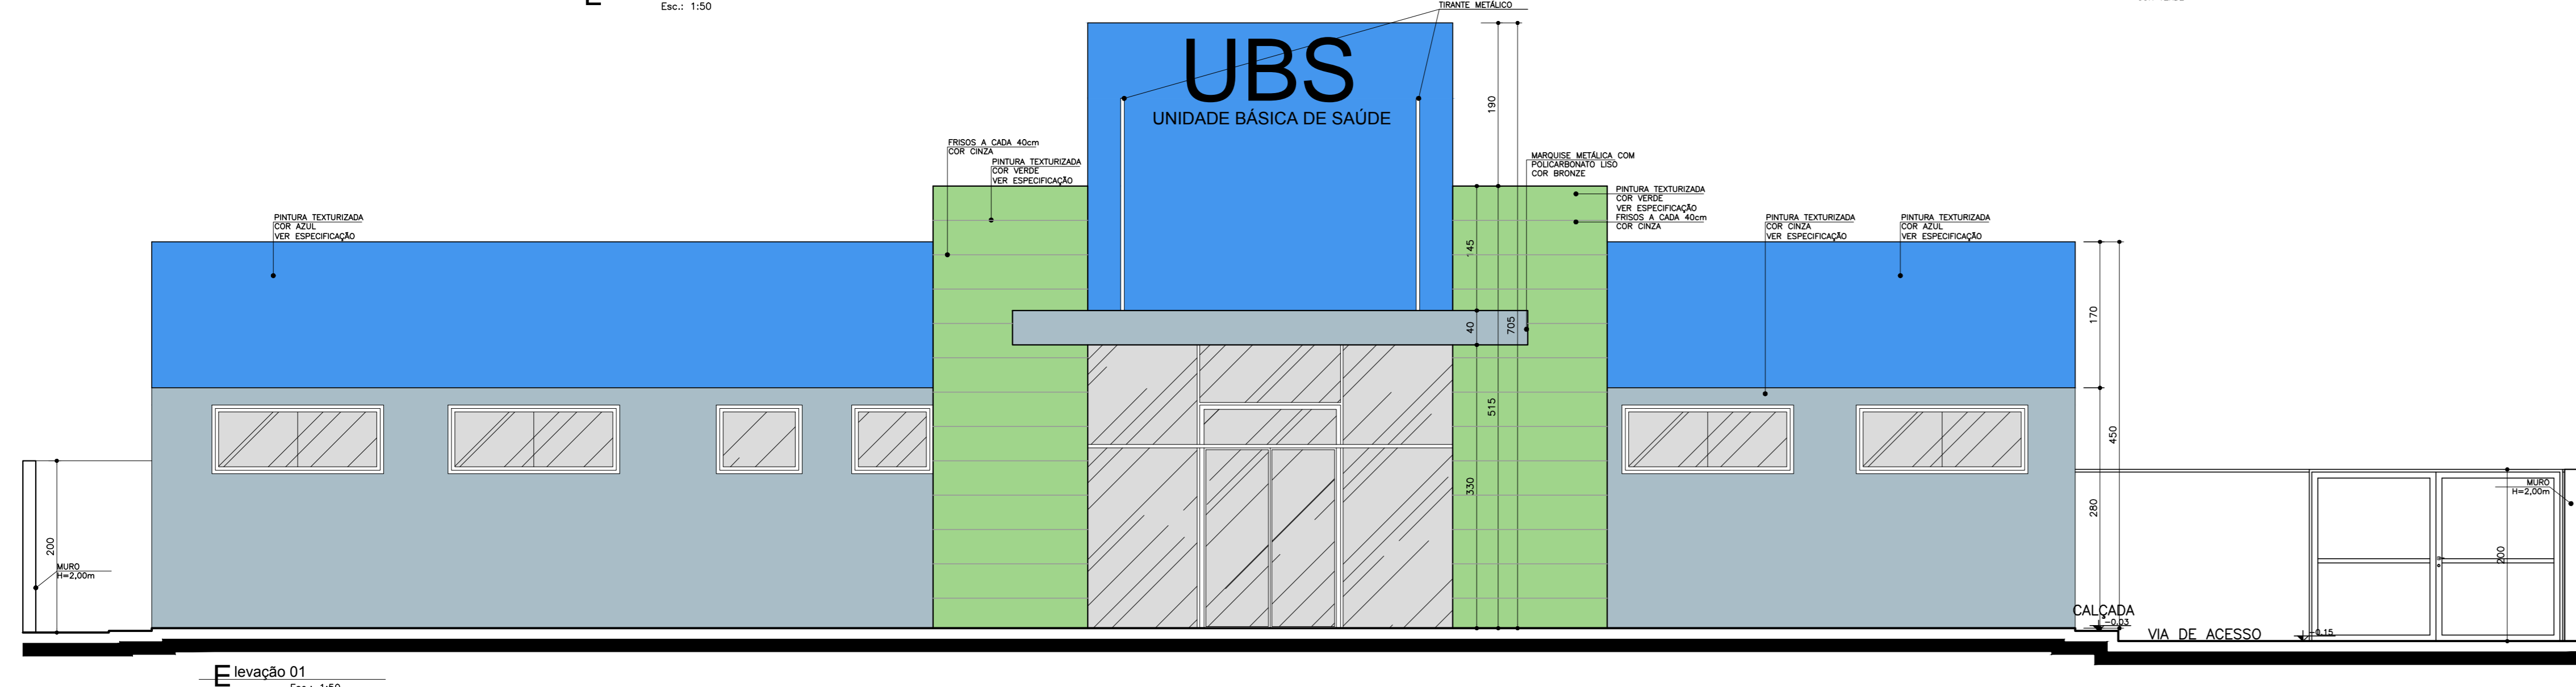 Esc.: 1:50
TIRANTE METÁLICO
UBS
UNIDADE BÁSICA DE SAÚDE
190
FRISOS A CADA 40cm
COR CINZA
PINTURA TEXTURIZADA
COR VERDE
VER ESPECIFICAÇÃO
MARQUISE METÁLICA COM
POLICARBONATO LISO
COR BRONZE
PINTURA TEXTURIZADA
COR VERDE
VER ESPECIFICAÇÃO
FRISOS A CADA 40cm
COR CINZA
PINTURA TEXTURIZADA
COR AZUL
VER ESPECIFICAÇÃO
PINTURA TEXTURIZADA
COR CINZA
VER ESPECIFICAÇÃO
PINTURA TEXTURIZADA
COR AZUL
VER ESPECIFICAÇÃO
145
40
705
170
515
450
330
280
200
MURO
H=2,00m
MURO
H=2,00m
200
CALÇADA
-0.03
VIA DE ACESSO
-0.15
Elevação 01
Esc.: 1:50